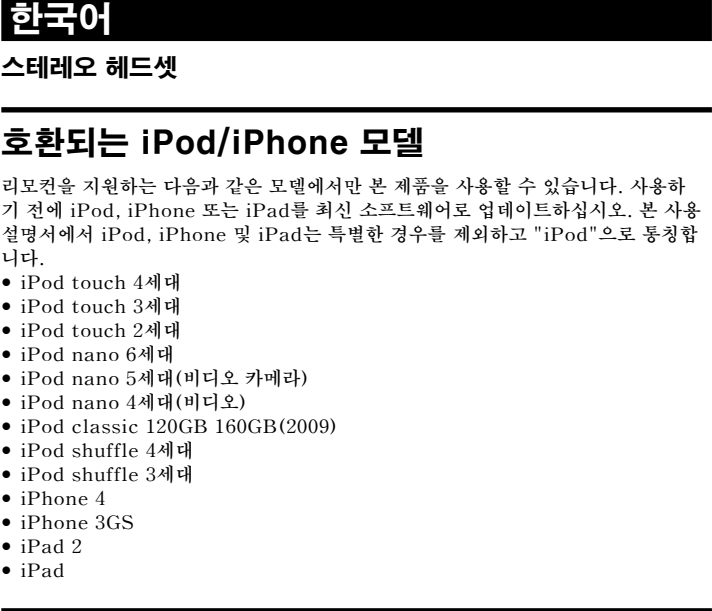 한국어
스테레오 헤드셋
호환되는 iPod/iPhone 모델
리모컨을 지원하는 다음과 같은 모델에서만 본 제품을 사용할 수 있습니다. 사용하
기 전에 iPod, iPhone 또는 iPad를 최신 소프트웨어로 업데이트하십시오. 본 사용
설명서에서 iPod, iPhone 및 iPad는 특별한 경우를 제외하고 "iPod"으로 통칭합
니다.
• iPod touch 4세대
• iPod touch 3세대
• iPod touch 2세대
• iPod nano 6세대
• iPod nano 5세대(비디오 카메라)
• iPod nano 4세대(비디오)
• iPod classic 120GB 160GB(2009)
• iPod shuffle 4세대
• iPod shuffle 3세대
• iPhone 4
• iPhone 3GS
• iPad 2
• iPad